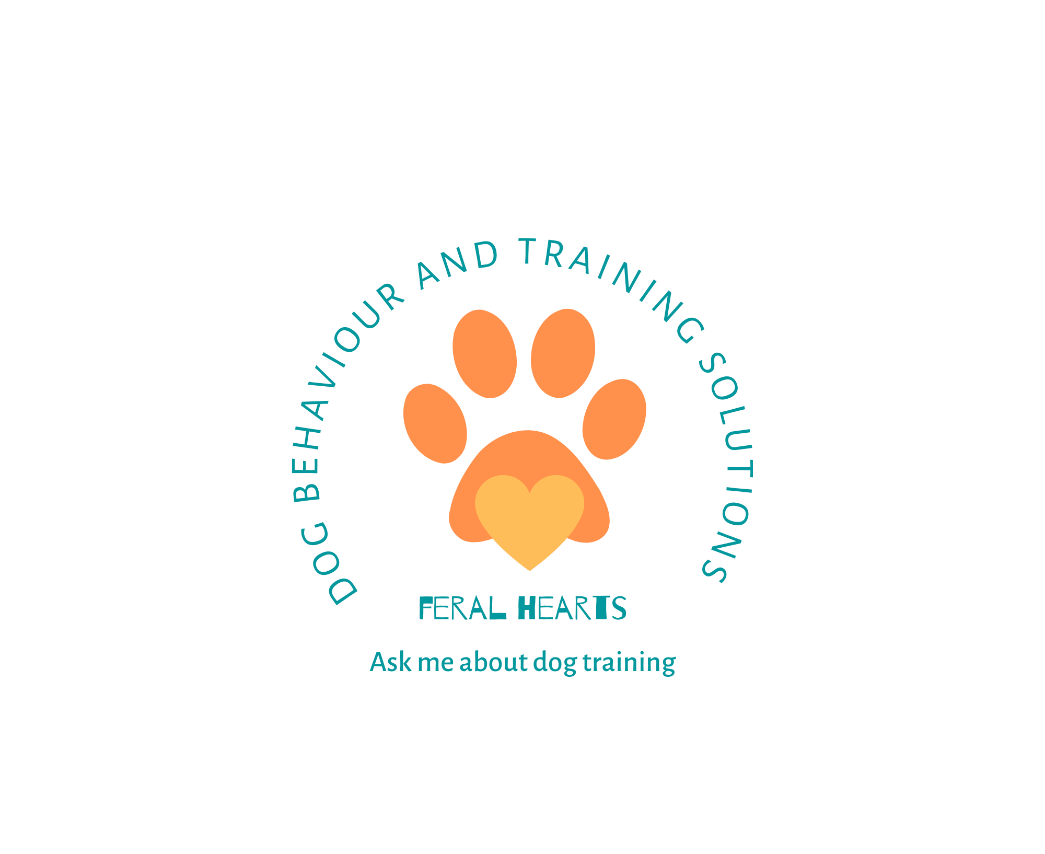 DOG BEHAVIOUR AND TRAINING SOLUTIONS
FERAL HEARTS
Ask me about dog training